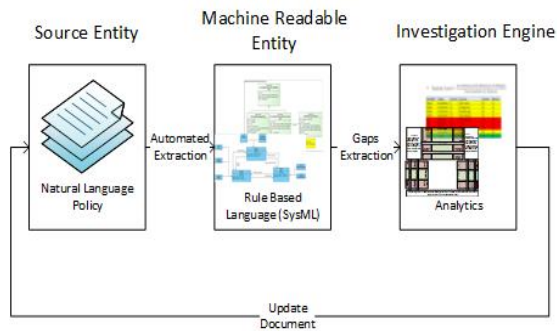 Source Entity
Machine Readable
Entity
Investigation Engine
Automated
Extraction
Gaps
Extraction
Natural Language
Policy
Rule Based
Language (SysML)
Analytics
Update
Document